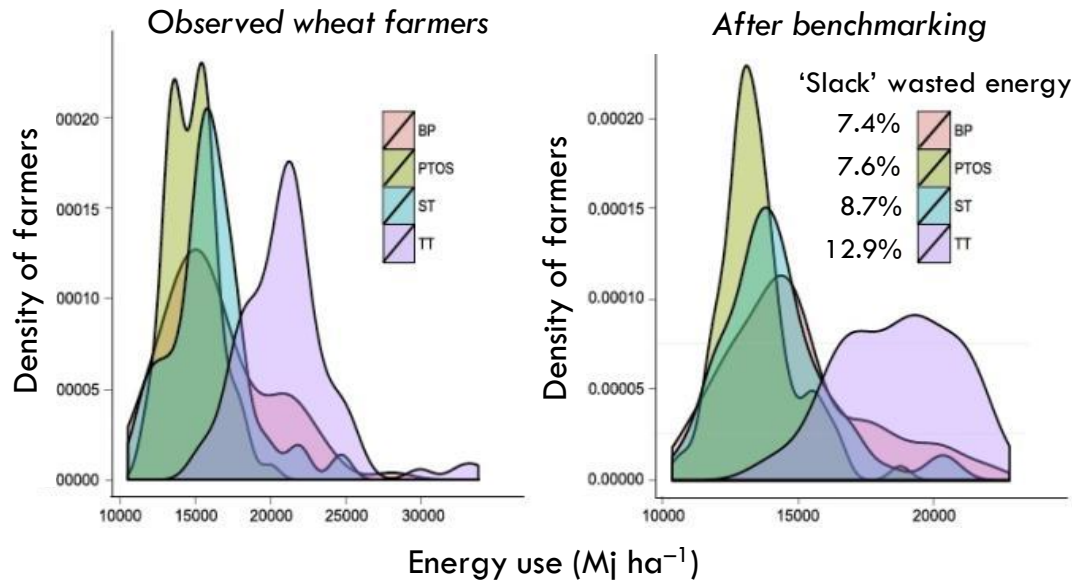 Observed wheat farmers
Density of farmers
00020
00015
00010
00005
00000
10000 15000 20000 25000 30000
BP
PTOS
ST
TT
After benchmarking
'Slack' wasted energy
7.4% BP
7.6% PTOS
8.7% ST
12.9% TT
Density of farmers
0.00020
0.00015
0.00010
0.00005
0.00000
10000 15000 20000
Energy use (Mj ha⁻¹)